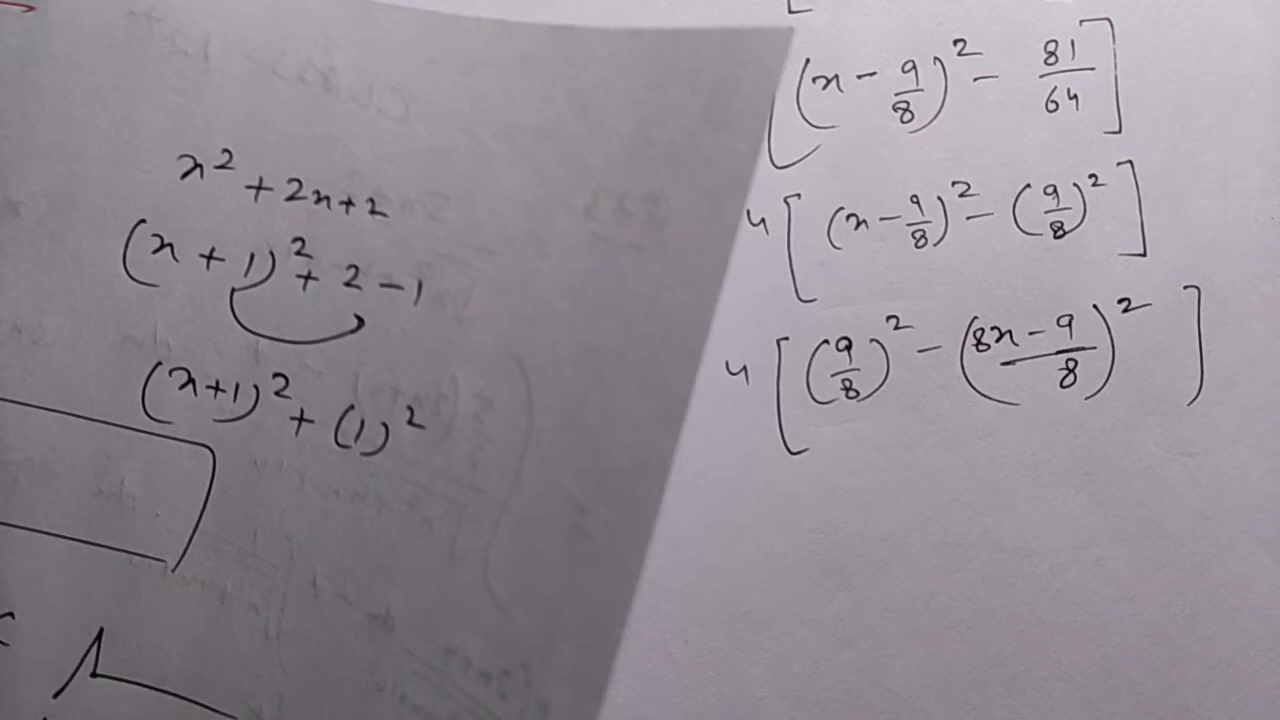 x² + 2x + 2
(x + 1)² + 2 - 1
(x+1)² + (1)²
[(x - 9/8)² - 81/64]
4[(x - 9/8)² - (9/8)²]
4[(9/8)² - ((8x - 9)/8)²]